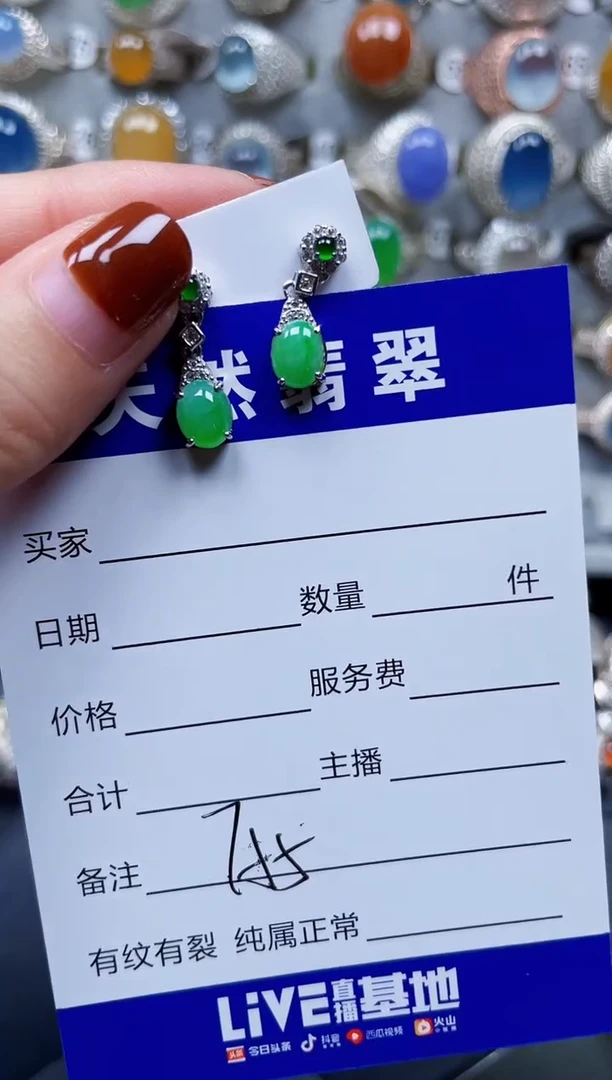 天然翡翠
买家
日期 数量 件
价格 服务费
合计 主播
备注
有纹有裂 纯属正常
LiVE直播基地
头条 今日头条 抖音 西瓜视频 火山